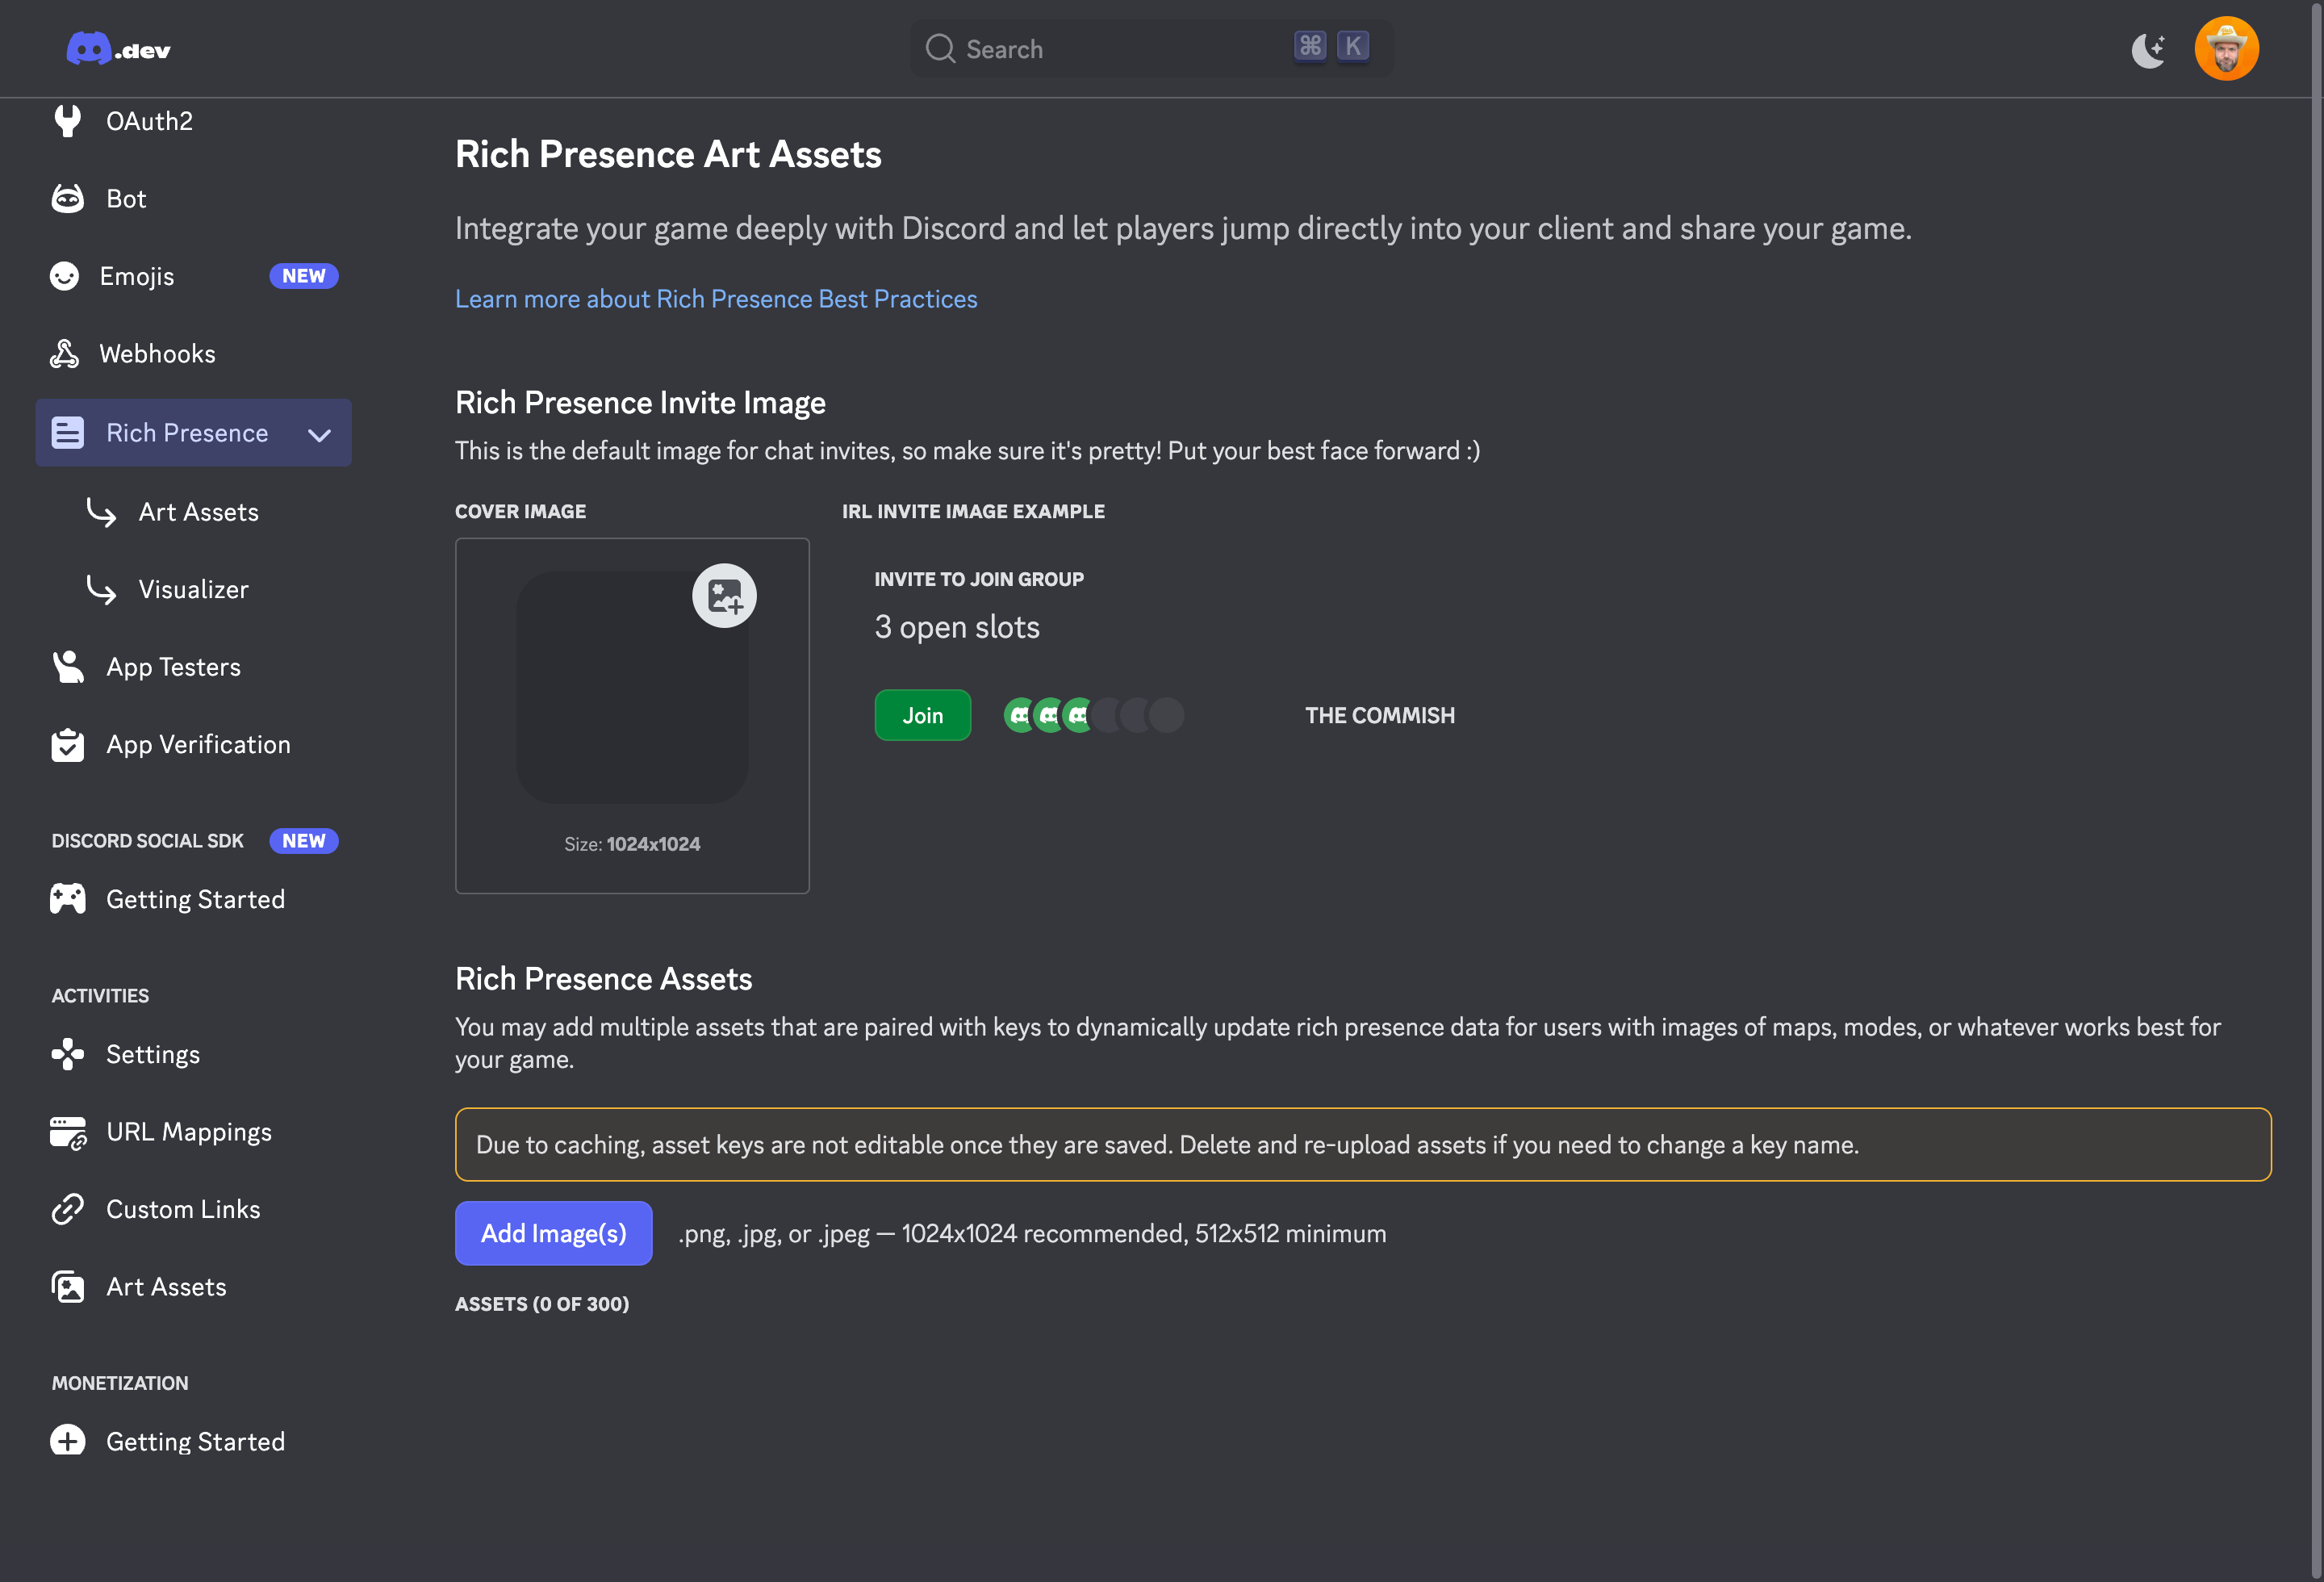 .dev
Search
⌘ K
OAuth2
Bot
Emojis
NEW
Webhooks
Rich Presence
Art Assets
Visualizer
App Testers
App Verification
DISCORD SOCIAL SDK
NEW
Getting Started
ACTIVITIES
Settings
URL Mappings
Custom Links
Art Assets
MONETIZATION
Getting Started
Rich Presence Art Assets
Integrate your game deeply with Discord and let players jump directly into your client and share your game.
Learn more about Rich Presence Best Practices
Rich Presence Invite Image
This is the default image for chat invites, so make sure it's pretty! Put your best face forward :)
COVER IMAGE
Size: 1024x1024
IRL INVITE IMAGE EXAMPLE
INVITE TO JOIN GROUP
3 open slots
Join
THE COMMISH
Rich Presence Assets
You may add multiple assets that are paired with keys to dynamically update rich presence data for users with images of maps, modes, or whatever works best for
your game.
Due to caching, asset keys are not editable once they are saved. Delete and re-upload assets if you need to change a key name.
Add Image(s)
.png, .jpg, or .jpeg — 1024x1024 recommended, 512x512 minimum
ASSETS (0 OF 300)